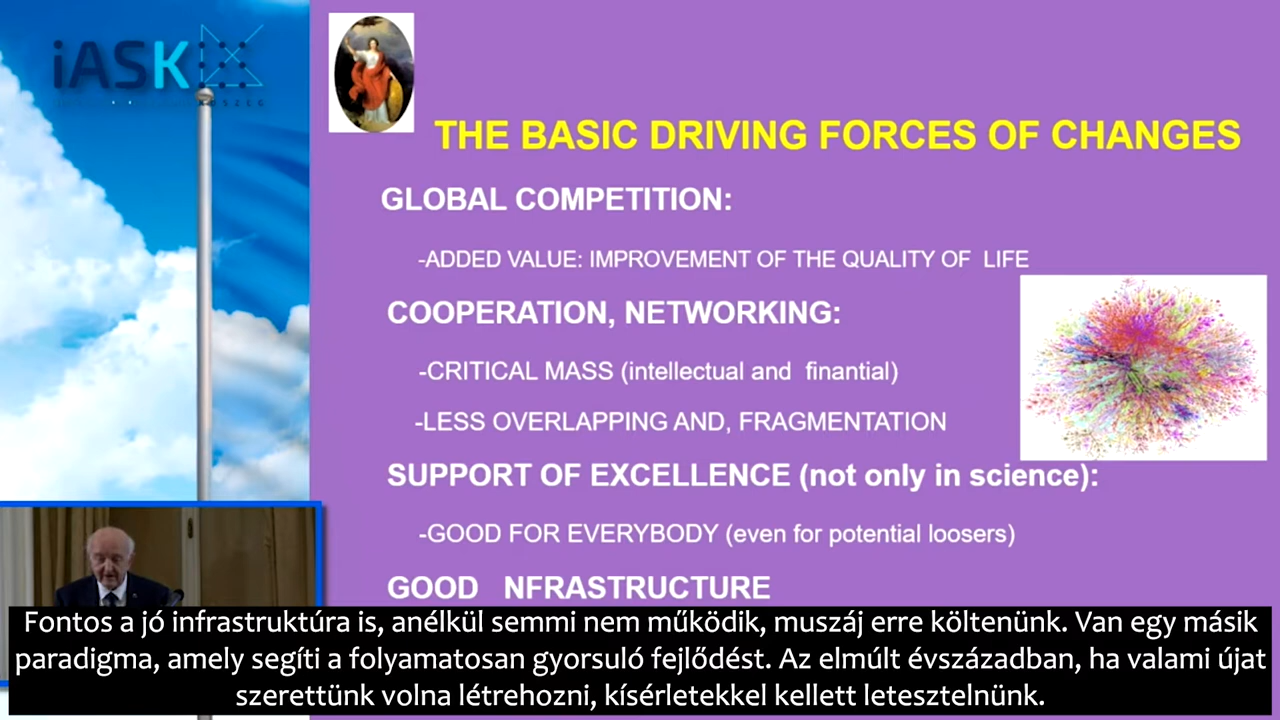 iASK
KŐSZEG
THE BASIC DRIVING FORCES OF CHANGES
GLOBAL COMPETITION:
-ADDED VALUE: IMPROVEMENT OF THE QUALITY OF LIFE
COOPERATION, NETWORKING:
-CRITICAL MASS (intellectual and finantial)
-LESS OVERLAPPING AND, FRAGMENTATION
SUPPORT OF EXCELLENCE (not only in science):
-GOOD FOR EVERYBODY (even for potential loosers)
GOOD NFRASTRUCTURE
Fontos a jó infrastruktúra is, anélkül semmi nem működik, muszáj erre költenünk. Van egy másik
paradigma, amely segíti a folyamatosan gyorsuló fejlődést. Az elmúlt évszázadban, ha valami újat
szerettünk volna létrehozni, kísérletekkel kellett letesztelnünk.